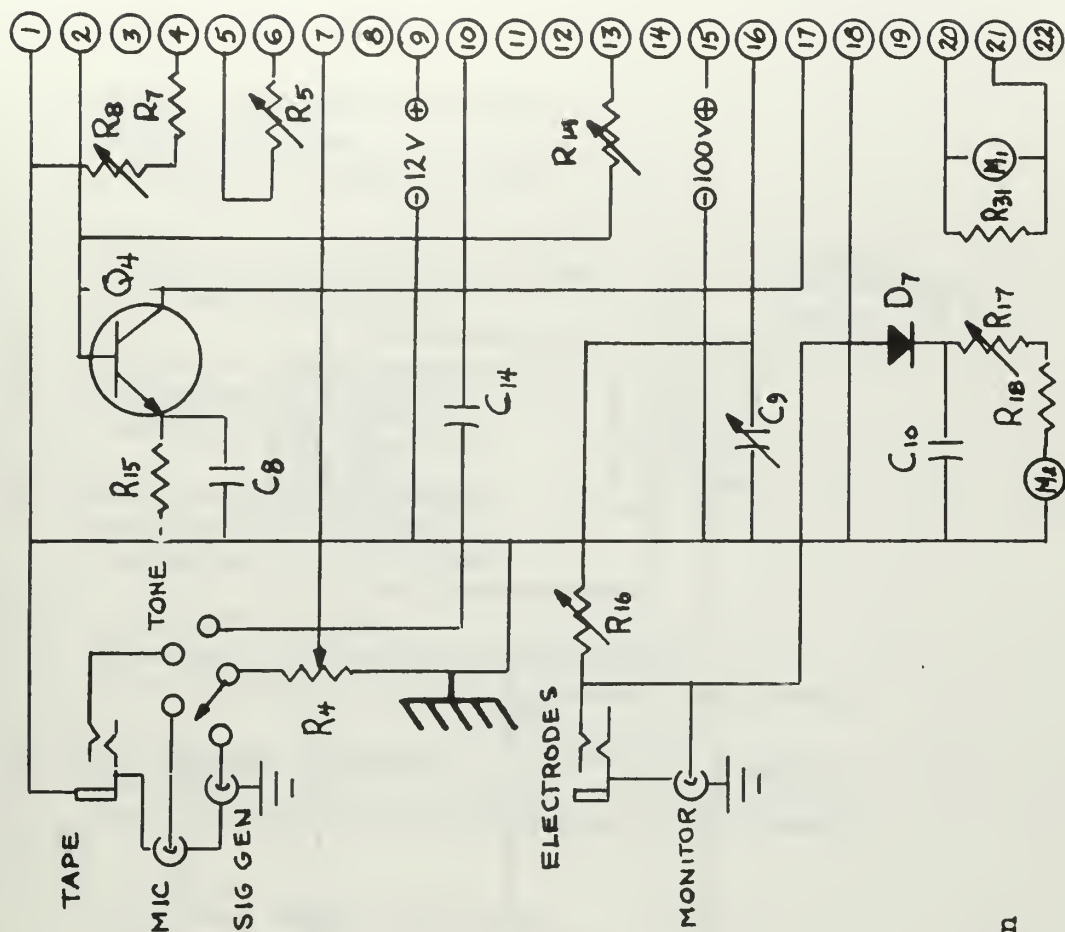 1
2
3
4
5
6
7
8
9
10
11
12
13
14
15
16
17
18
19
20
21
22
R8
R7
R5
⊖12V⊕
R19
⊖100V⊕
M1
R31
Q4
D7
R17
R18
R15
C8
C14
C9
C10
M2
TONE
R16
R4
TAPE
MIC
SIG GEN
ELECTRODES
MONITOR
n